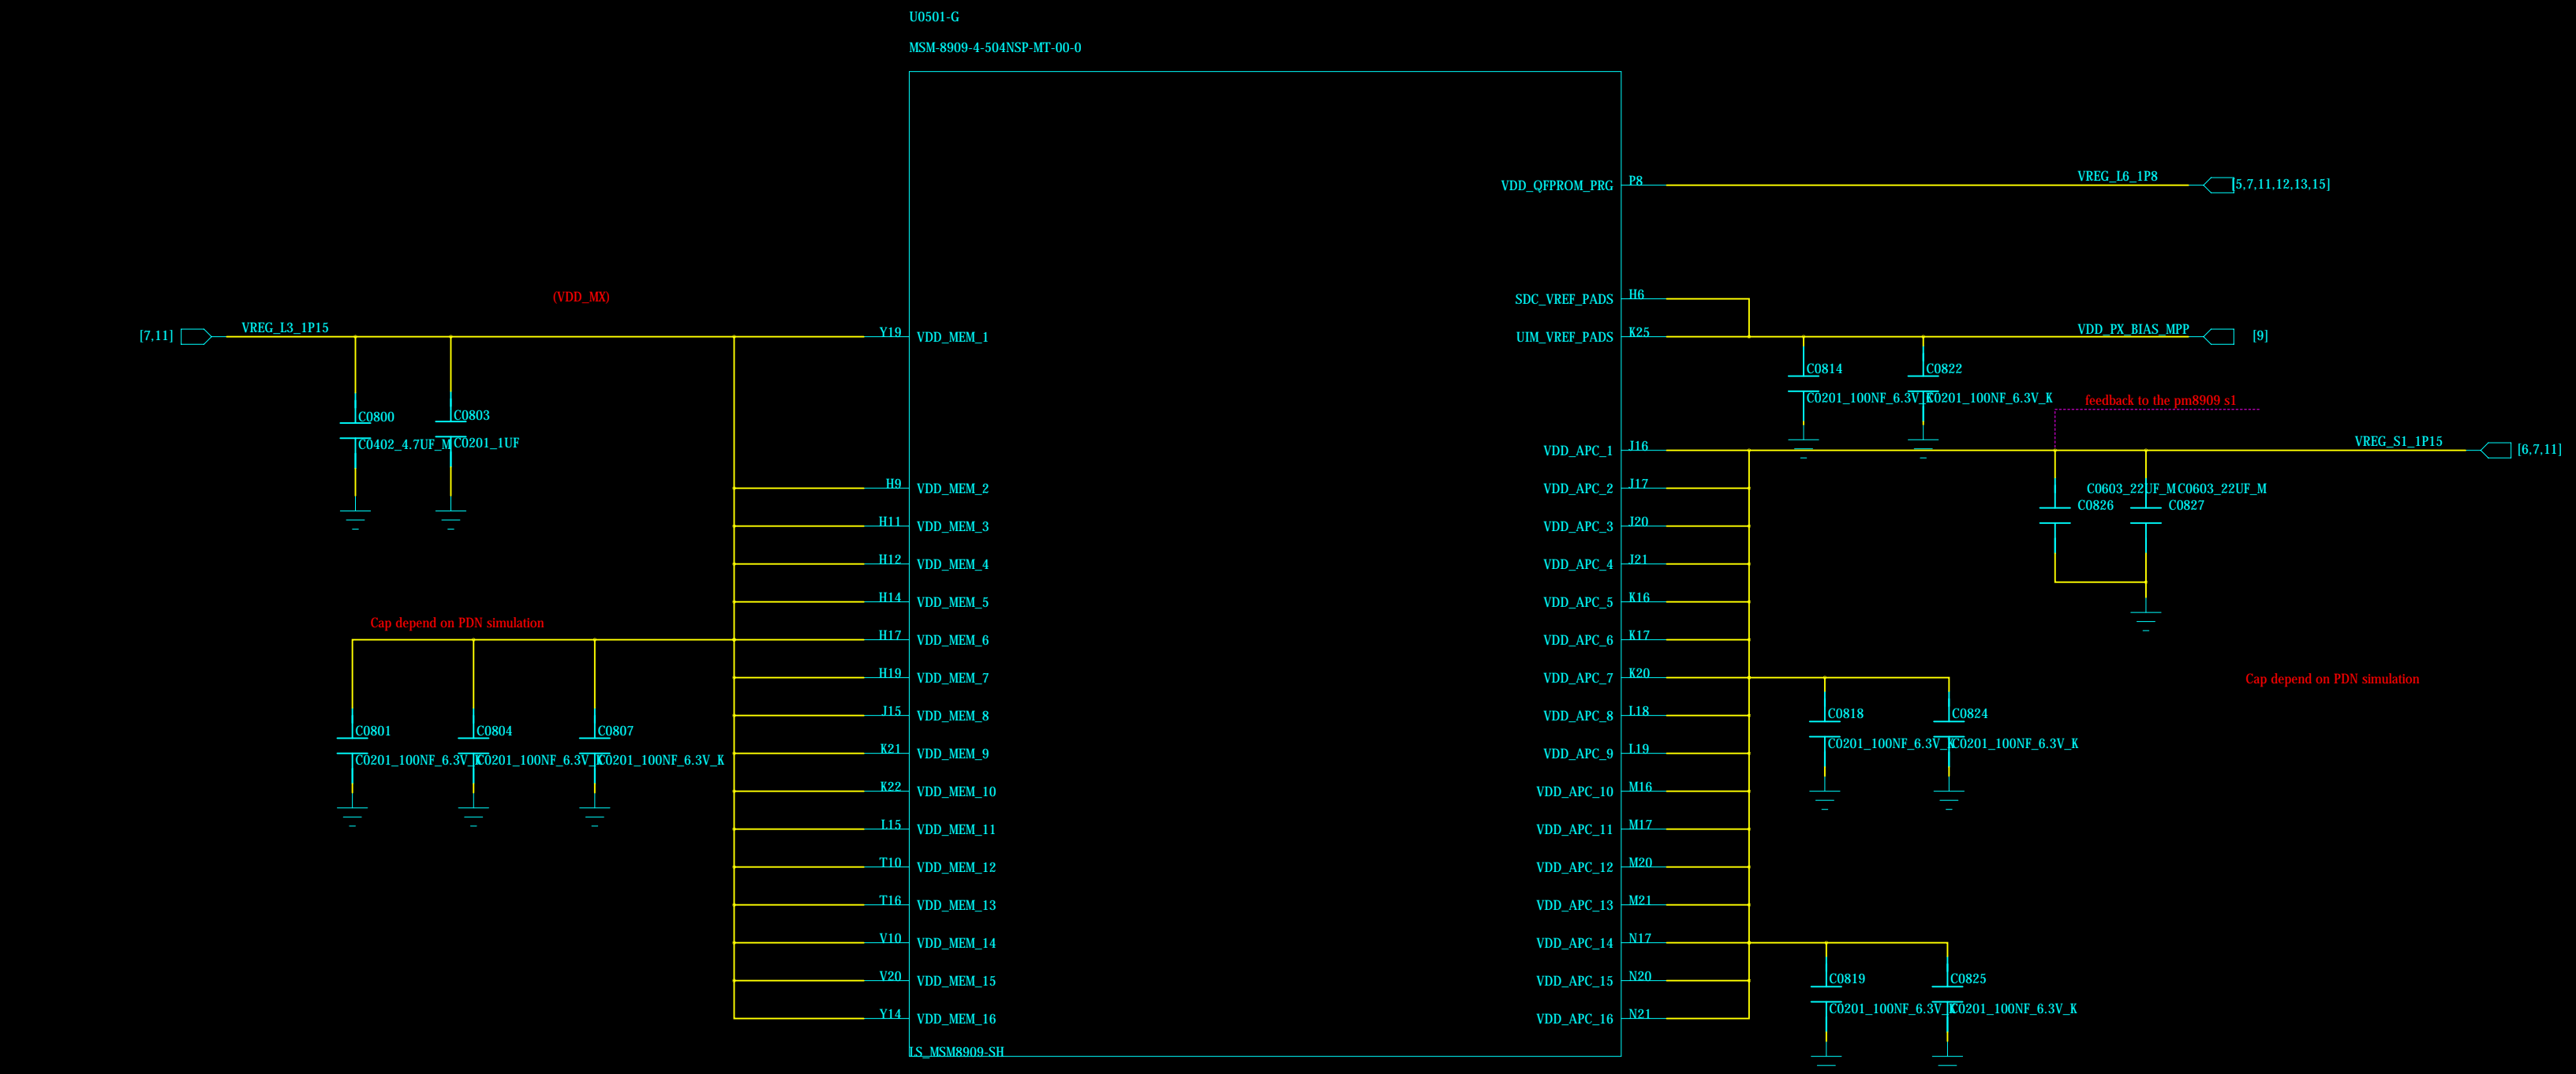 U0501-G
MSM-8909-4-504NSP-MT-00-0
VDD_QFPROM_PRG P8 VREG_L6_1P8 [5,7,11,12,13,15]
(VDD_MX)
SDC_VREF_PADS H6
[7,11] VREG_L3_1P15 Y19 VDD_MEM_1
UIM_VREF_PADS K25 VDD_PX_BIAS_MPP [9]
C0814 C0822
C0201_100NF_6.3V_K C0201_100NF_6.3V_K
feedback to the pm8909 s1
C0800 C0803
C0402_4.7UF_M C0201_1UF
VDD_APC_1 J16 VREG_S1_1P15 [6,7,11]
H9 VDD_MEM_2 VDD_APC_2 J17
C0603_22UF_M C0603_22UF_M
C0826 C0827
H11 VDD_MEM_3 VDD_APC_3 J20
H12 VDD_MEM_4 VDD_APC_4 J21
H14 VDD_MEM_5 VDD_APC_5 K16
Cap depend on PDN simulation
H17 VDD_MEM_6 VDD_APC_6 K17
H19 VDD_MEM_7 VDD_APC_7 K20
Cap depend on PDN simulation
J15 VDD_MEM_8 VDD_APC_8 L18
C0818 C0824
C0201_100NF_6.3V_K C0201_100NF_6.3V_K
C0801 C0804 C0807
C0201_100NF_6.3V_K C0201_100NF_6.3V_K C0201_100NF_6.3V_K
K21 VDD_MEM_9 VDD_APC_9 L19
K22 VDD_MEM_10 VDD_APC_10 M16
L15 VDD_MEM_11 VDD_APC_11 M17
T10 VDD_MEM_12 VDD_APC_12 M20
T16 VDD_MEM_13 VDD_APC_13 M21
V10 VDD_MEM_14 VDD_APC_14 N17
V20 VDD_MEM_15 VDD_APC_15 N20
C0819 C0825
C0201_100NF_6.3V_K C0201_100NF_6.3V_K
Y14 VDD_MEM_16 VDD_APC_16 N21
LS_MSM8909-SH